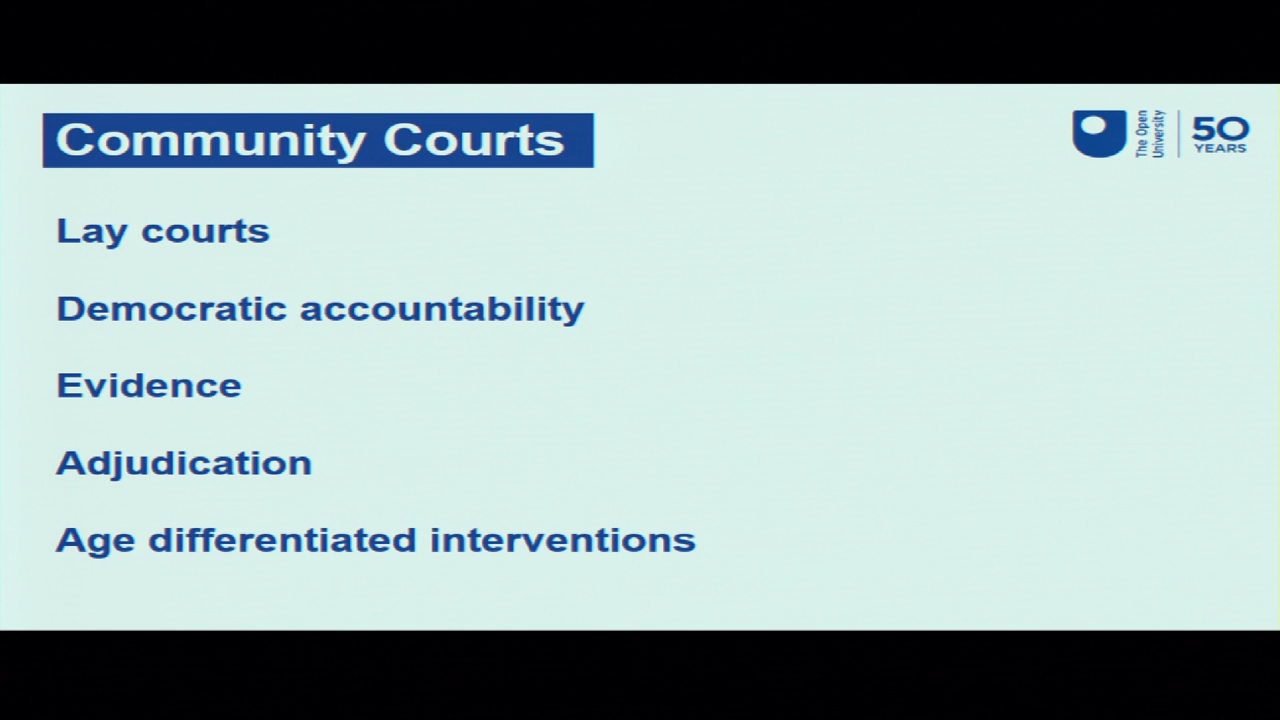 Community Courts
The Open
University
50
YEARS
Lay courts
Democratic accountability
Evidence
Adjudication
Age differentiated interventions